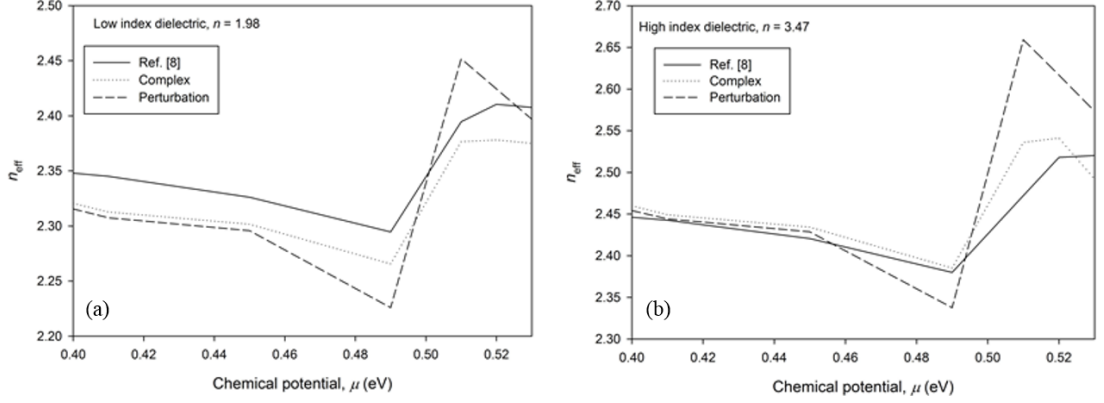 2.50
2.45
2.40
2.35
2.30
2.25
2.20
n eff
Low index dielectric, n = 1.98
Ref. [8]
Complex
Perturbation
(a)
0.40 0.42 0.44 0.46 0.48 0.50 0.52
Chemical potential, μ (eV)
2.70
2.65
2.60
2.55
2.50
2.45
2.40
2.35
2.30
n eff
High index dielectric, n = 3.47
Ref. [8]
Complex
Perturbation
(b)
0.40 0.42 0.44 0.46 0.48 0.50 0.52
Chemical potential, μ (eV)